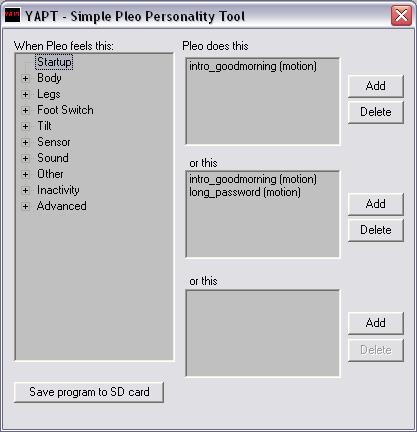 YAPT
YAPT - Simple Pleo Personality Tool
When Pleo feels this:
Startup
Body
Legs
Foot Switch
Tilt
Sensor
Sound
Other
Inactivity
Advanced
Save program to SD card
Pleo does this
intro_goodmorning (motion)
Add
Delete
or this
intro_goodmorning (motion)
long_password (motion)
Add
Delete
or this
Add
Delete